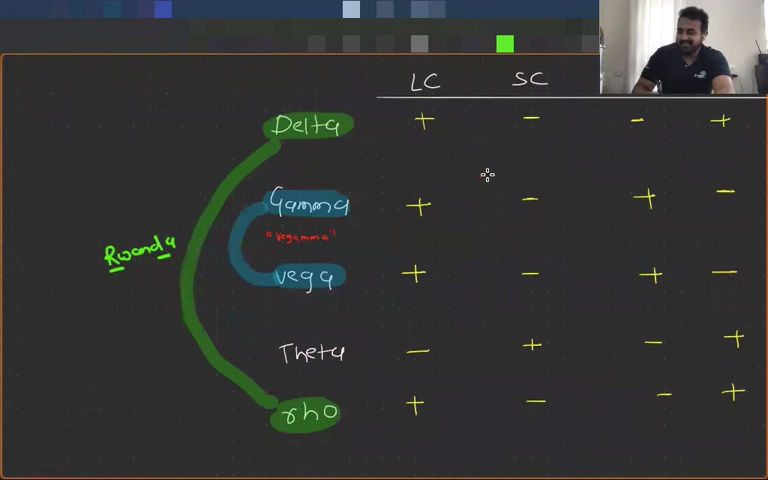 LC SC
Delta + - - +
Gamma + - + -
"vegamma"
Rwanda
vega + - + -
Theta - + - +
rho + - - +